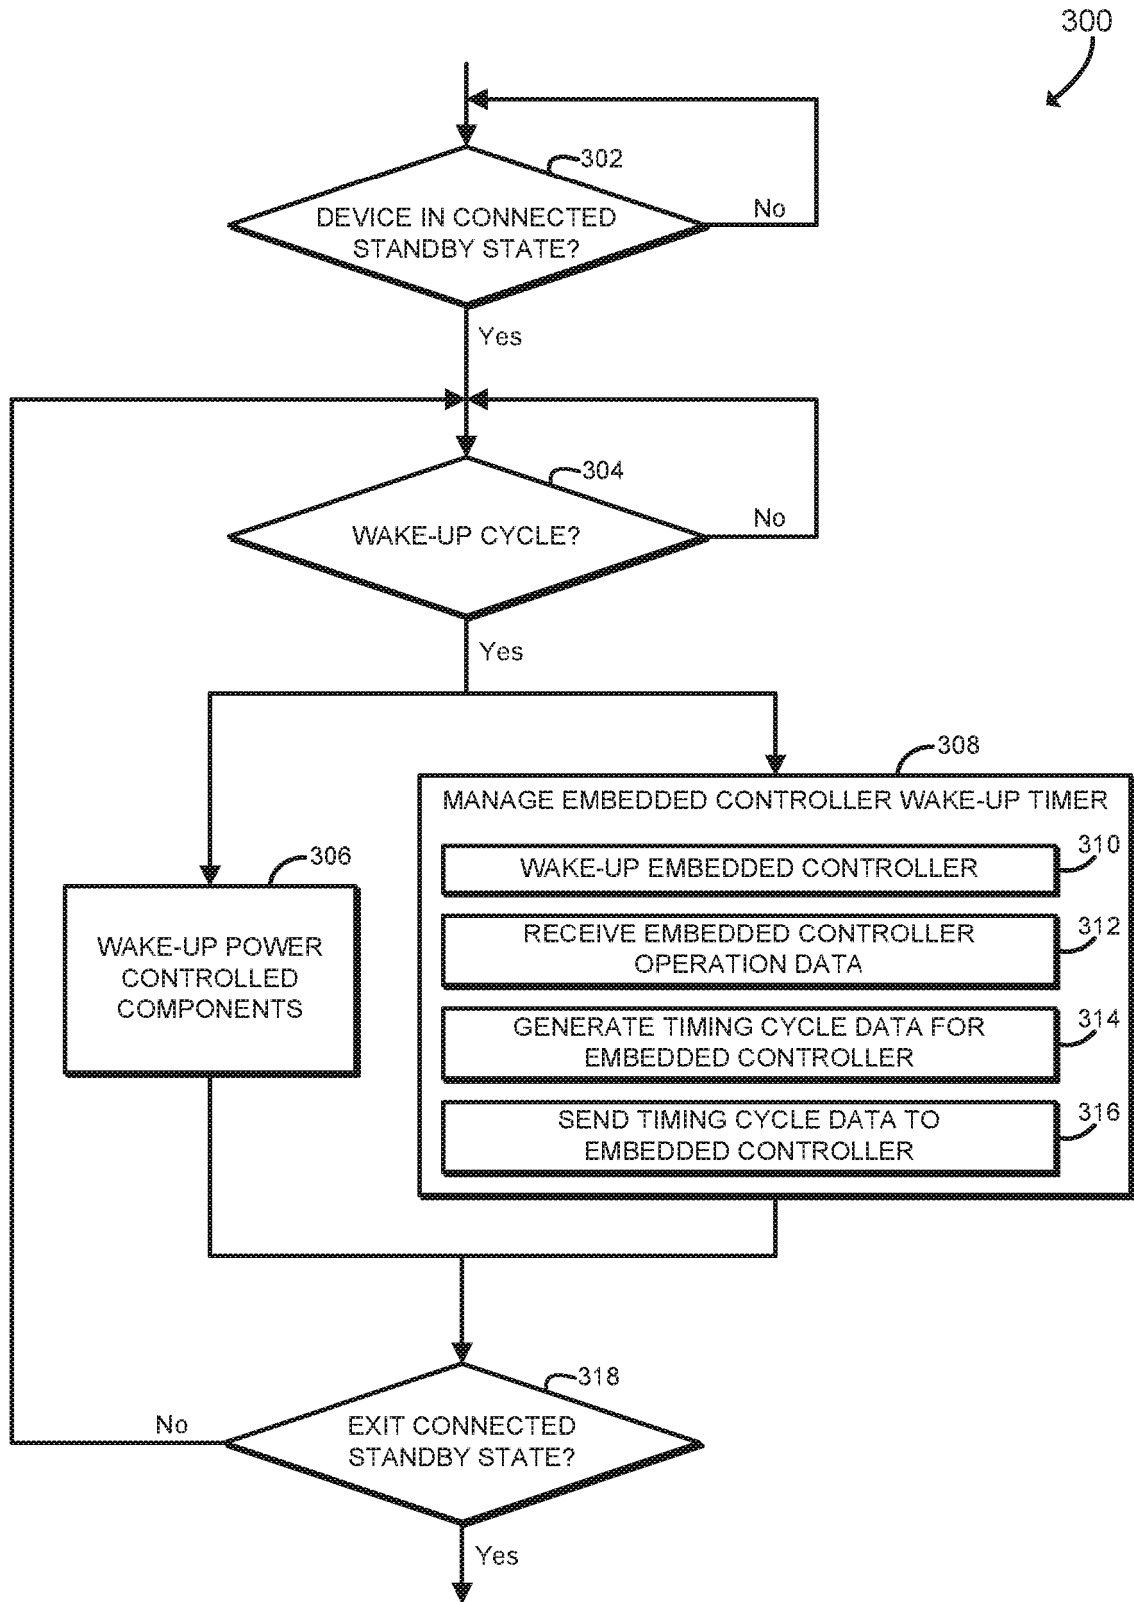 300
302
DEVICE IN CONNECTED
STANDBY STATE?
No
Yes
304
WAKE-UP CYCLE?
No
Yes
308
MANAGE EMBEDDED CONTROLLER WAKE-UP TIMER
310
WAKE-UP EMBEDDED CONTROLLER
312
RECEIVE EMBEDDED CONTROLLER
OPERATION DATA
314
GENERATE TIMING CYCLE DATA FOR
EMBEDDED CONTROLLER
316
SEND TIMING CYCLE DATA TO
EMBEDDED CONTROLLER
306
WAKE-UP POWER
CONTROLLED
COMPONENTS
318
EXIT CONNECTED
STANDBY STATE?
No
Yes